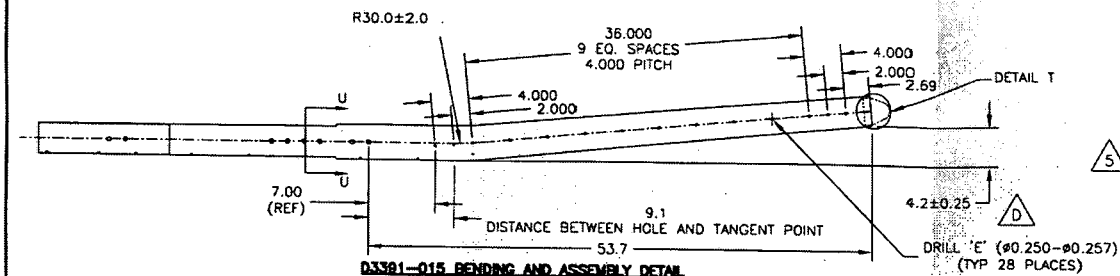 R30.0±2.0
36.000
9 EQ. SPACES
4.000 PITCH
4.000
2.000
2.69
DETAIL T
4.000
2.000
U
U
7.00
(REF)
9.1
DISTANCE BETWEEN HOLE AND TANGENT POINT
53.7
4.2±0.25
5
D
DRILL 'E' (ø0.250-ø0.257)
(TYP 28 PLACES)
D3391-015 BENDING AND ASSEMBLY DETAIL